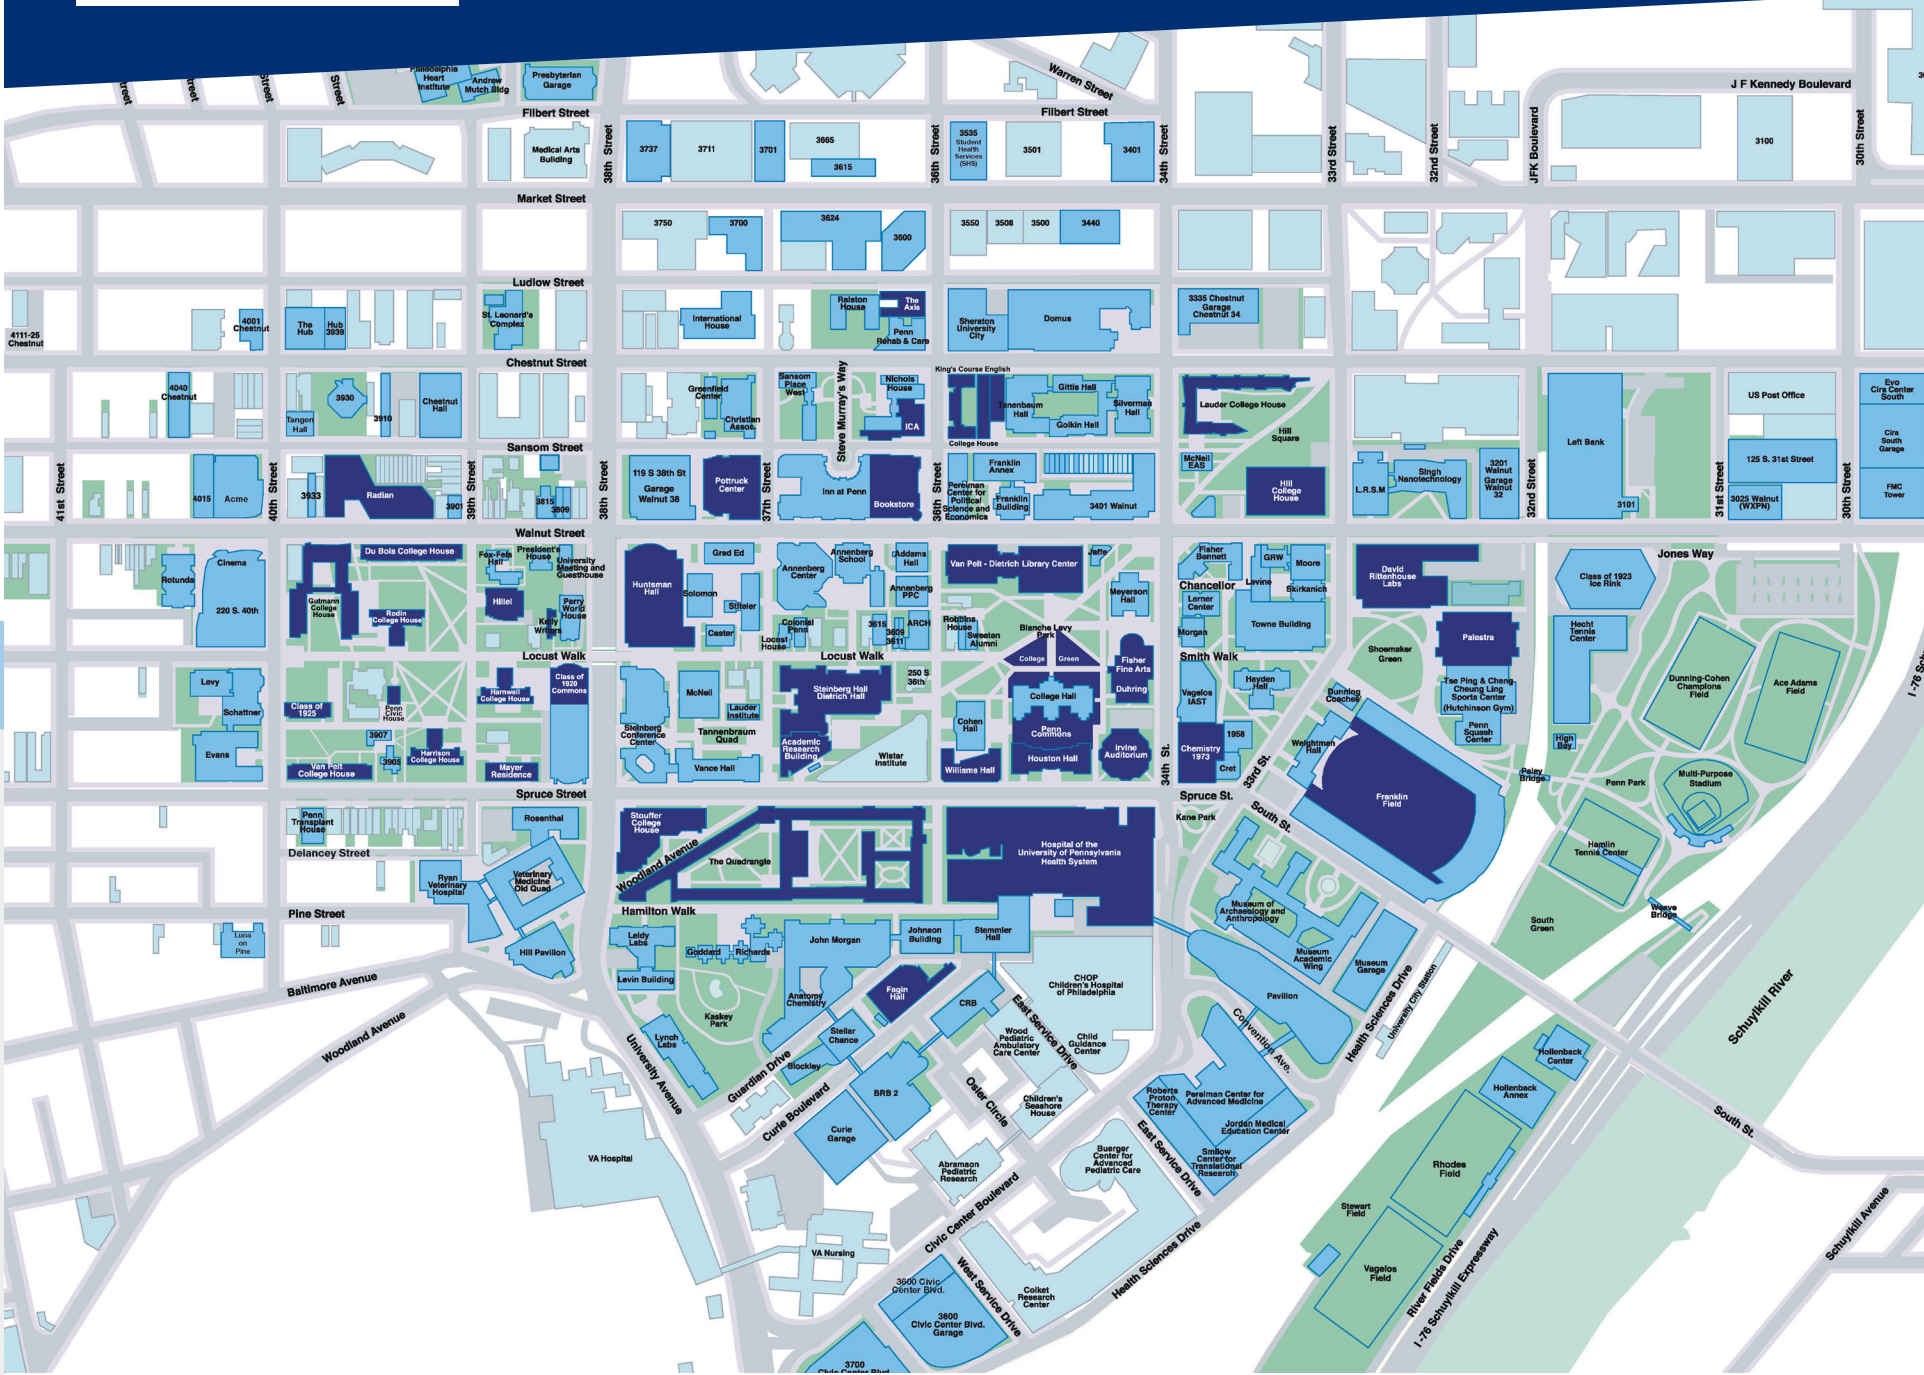 Philadelphia
Heart
Institute
Andrew
Mutch Bldg
Presbyterian
Garage
Street
Street
Street
Street
Filbert Street
Warren Street
Filbert Street
J F Kennedy Boulevard
Medical Arts
Building
38th Street
3737
3711
3701
3665
3615
36th Street
3535
Student
Health
Services
(SHS)
3501
3401
34th Street
33rd Street
32nd Street
JFK Boulevard
3100
30th Street
Market Street
3750
3700
3624
3600
3550
3508
3500
3440
Ludlow Street
4111-25
Chestnut
4001
Chestnut
The
Hub
Hub
3939
St. Leonard's
Complex
International
House
Ralston
House
The
Axis
Penn
Rehab & Care
Sheraton
University
City
Domus
3335 Chestnut
Garage
Chestnut 34
Chestnut Street
4040
Chestnut
Tangen
Hall
3930
3910
Chestnut
Hall
Greenfield
Center
Christian
Assoc.
Sansom
Place
West
Steve Murray's Way
Nichols
House
ICA
King's Course English
College House
Tanenbaum
Hall
Gittis Hall
Golkin Hall
Silverman
Hall
Lauder College House
Hill
Square
Left Bank
US Post Office
Evo
Cira Center
South
Cira
South
Garage
Sansom Street
41st Street
4015
Acme
40th Street
3933
Radian
3901
39th Street
3815
3809
38th Street
119 S 38th St
Garage
Walnut 38
Pottruck
Center
37th Street
Inn at Penn
Bookstore
36th Street
Perelman
Center for
Political
Science and
Economics
Franklin
Annex
Franklin
Building
3401 Walnut
McNeil
EAS
Hill
College
House
L.R.S.M
Singh
Nanotechnology
3201
Walnut
Garage
Walnut
32
32nd Street
3101
31st Street
125 S. 31st Street
3025 Walnut
(WXPN)
30th Street
FMC
Tower
Walnut Street
Jones Way
Rotunda
Cinema
220 S. 40th
Du Bois College House
Gutmann
College
House
Rodin
College House
Fox-Fels
Hall
President's
House
University
Meeting and
Guesthouse
Hillel
Kelly
Writers
Perry
World
House
Huntsman
Hall
Solomon
Grad Ed
Stiteler
Caster
Locust
House
Colonial
Penn
Annenberg
Center
Annenberg
School
Addams
Hall
Annenberg
PPC
3615
3609
3611
ARCH
Van Pelt - Dietrich Library Center
Jaffe
Meyerson
Hall
Robbins
House
Sweeten
Alumni
Blanche Levy
Park
College
Green
Fisher
Bennett
Chancellor
Lerner
Center
Morgan
GRW
Levine
Moore
Skirkanich
Towne Building
David
Rittenhouse
Labs
Class of 1923
Ice Rink
Hecht
Tennis
Center
Palestra
Shoemaker
Green
Locust Walk
Locust Walk
Smith Walk
Levy
Schattner
Evans
Class of
1925
Penn
Civic
House
3907
3905
Van Pelt
College House
Harrison
College House
Harnwell
College House
Class of
1920
Commons
Mayer
Residence
Steinberg
Conference
Center
McNeil
Lauder
Institute
Tannenbraum
Quad
Vance Hall
Steinberg Hall
Dietrich Hall
Academic
Research
Building
250 S
36th
Wistar
Institute
Cohen
Hall
Williams Hall
College Hall
Penn
Commons
Houston Hall
Fisher
Fine Arts
Duhring
Irvine
Auditorium
34th St.
Vagelos
IAST
Hayden
Hall
Chemistry
1973
1958
Cret
33rd St.
Dunning
Coaches
Weightman
Hall
Tse Ping & Cheng
Cheung Ling
Sports Center
(Hutchinson Gym)
Penn
Squash
Center
High
Bay
Dunning-Cohen
Champions
Field
Ace Adams
Field
Paley
Bridge
Penn Park
Multi-Purpose
Stadium
Spruce Street
Spruce St.
South St.
Kane Park
Franklin
Field
Hamlin
Tennis Center
Penn
Transplant
House
Delancey Street
Rosenthal
Ryan
Veterinary
Hospital
Veterinary
Medicine
Old Quad
Stouffer
College
House
Woodland Avenue
The Quadrangle
Hospital of the
University of Pennsylvania
Health System
Pine Street
Luna
on
Pine
Hill Pavilion
Hamilton Walk
Leidy
Labs
Levin Building
Goddard
Richards
John Morgan
Johnson
Building
Stemmler
Hall
Museum of
Archaeology and
Anthropology
Museum
Academic
Wing
Museum
Garage
South
Green
Weave
Bridge
Baltimore Avenue
Woodland Avenue
Kaskey
Park
Anatomy
Chemistry
Fagin
Hall
CRB
CHOP
Children's Hospital
of Philadelphia
Pavilion
Convention Ave.
Health Sciences Drive
University City Station
Schuylkill River
Lynch
Labs
University Avenue
Stellar
Chance
Blockley
Guardian Drive
Curie Boulevard
BRB 2
Curie
Garage
East Service Drive
Wood
Pediatric
Ambulatory
Care Center
Child
Guidance
Center
Osler Circle
Children's
Seashore
House
Roberts
Proton
Therapy
Center
Perelman Center for
Advanced Medicine
Jordan Medical
Education Center
Smilow
Center for
Translational
Research
East Service Drive
Hollenback
Center
Hollenback
Annex
South St.
VA Hospital
Abramson
Pediatric
Research
Buerger
Center for
Advanced
Pediatric Care
Rhodes
Field
Stewart
Field
Vagelos
Field
VA Nursing
Civic Center Boulevard
West Service Drive
Health Sciences Drive
3600 Civic
Center Blvd.
3600
Civic Center Blvd.
Garage
Colket
Research
Center
River Fields Drive
I-76 Schuylkill Expressway
Schuylkill Avenue
3700